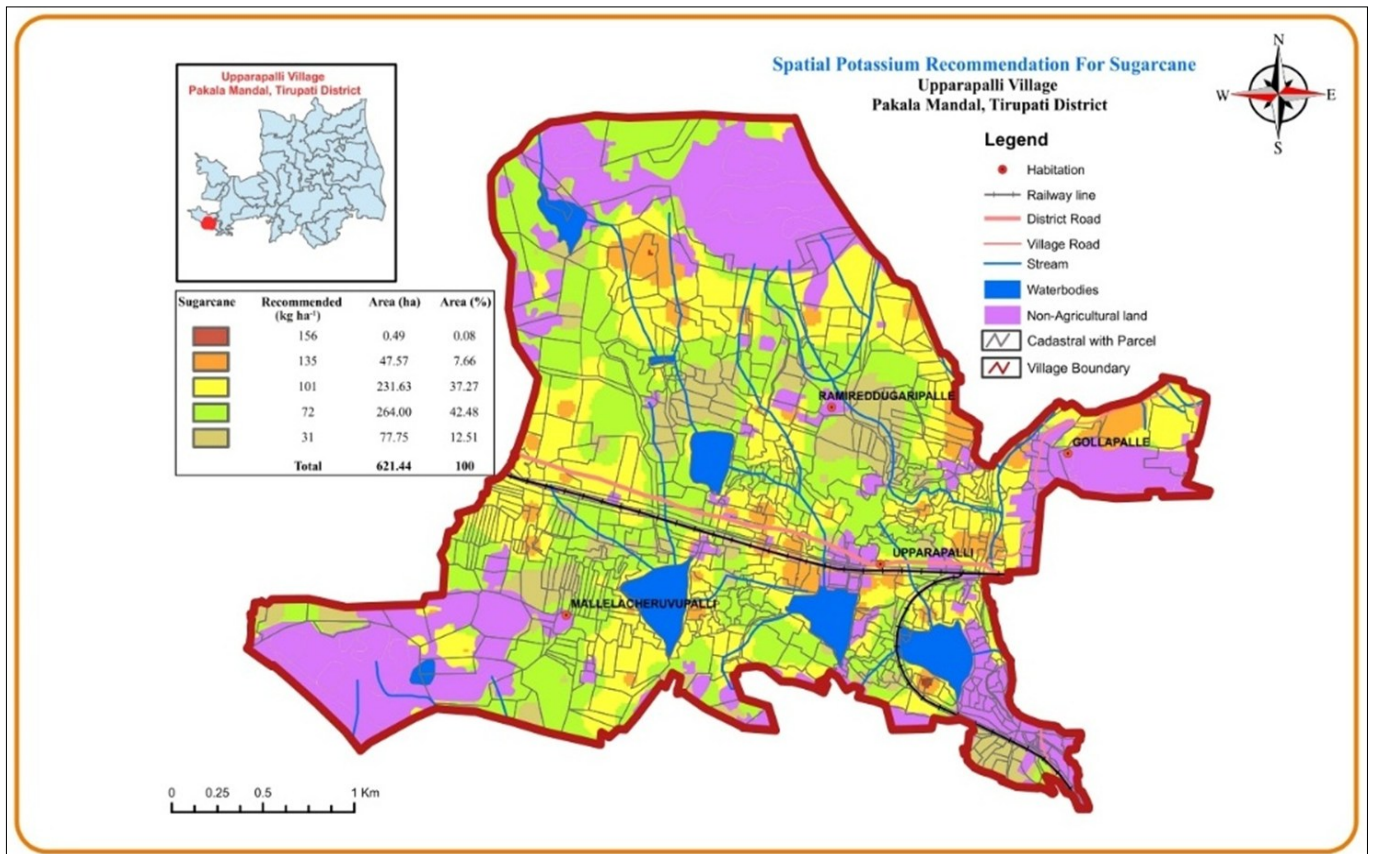 Spatial Potassium Recommendation For Sugarcane
Upparapalli Village
Pakala Mandal, Tirupati District
N
W E
S
Upparapalli Village
Pakala Mandal, Tirupati District
Legend
Habitation
Railway line
District Road
Village Road
Stream
Waterbodies
Non-Agricultural land
Cadastral with Parcel
Village Boundary
Sugarcane Recommended (kg ha⁻¹) Area (ha) Area (%)
156 0.49 0.08
135 47.57 7.66
101 231.63 37.27
72 264.00 42.48
31 77.75 12.51
Total 621.44 100
RAMIREDDUGARIPALLE
GOLLAPALLE
UPPARAPALLI
MALLELACHERUVUPALLI
0 0.25 0.5 1 Km